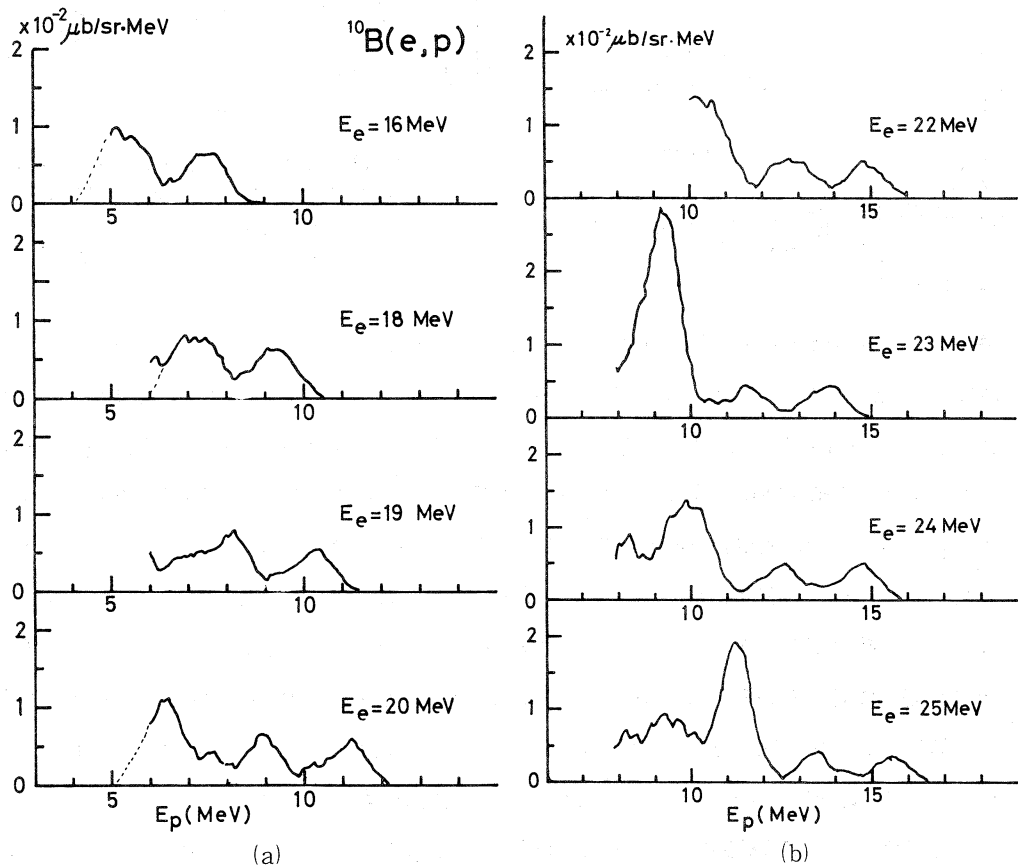 x10⁻²μb/sr·MeV
¹⁰B(e,p)
2
1
0
Eₑ=16 MeV
5 10
2
1
0
Eₑ=18 MeV
5 10
2
1
0
Eₑ=19 MeV
5 10
2
1
0
Eₑ=20 MeV
5 10
Eₚ(MeV)
(a)
x10⁻²μb/sr·MeV
2
1
0
Eₑ=22 MeV
10 15
2
1
0
Eₑ=23 MeV
10 15
2
1
0
Eₑ=24 MeV
10 15
2
1
0
Eₑ=25 MeV
10 15
Eₚ(MeV)
(b)